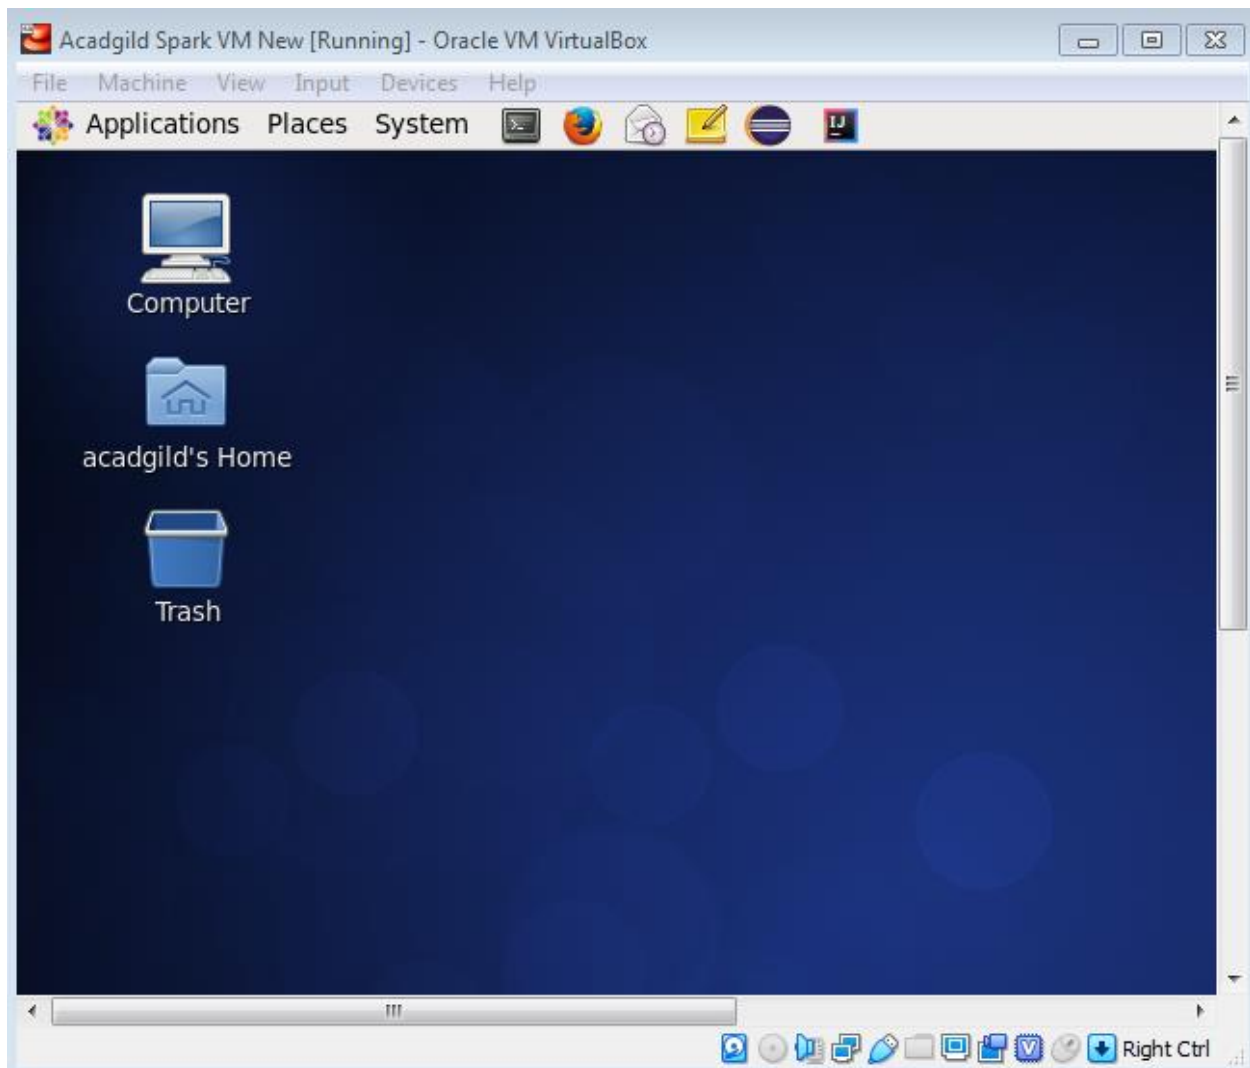 Acadgild Spark VM New [Running] - Oracle VM VirtualBox
File Machine View Input Devices Help
Applications Places System IJ
Computer
acadgild's Home
Trash
Right Ctrl